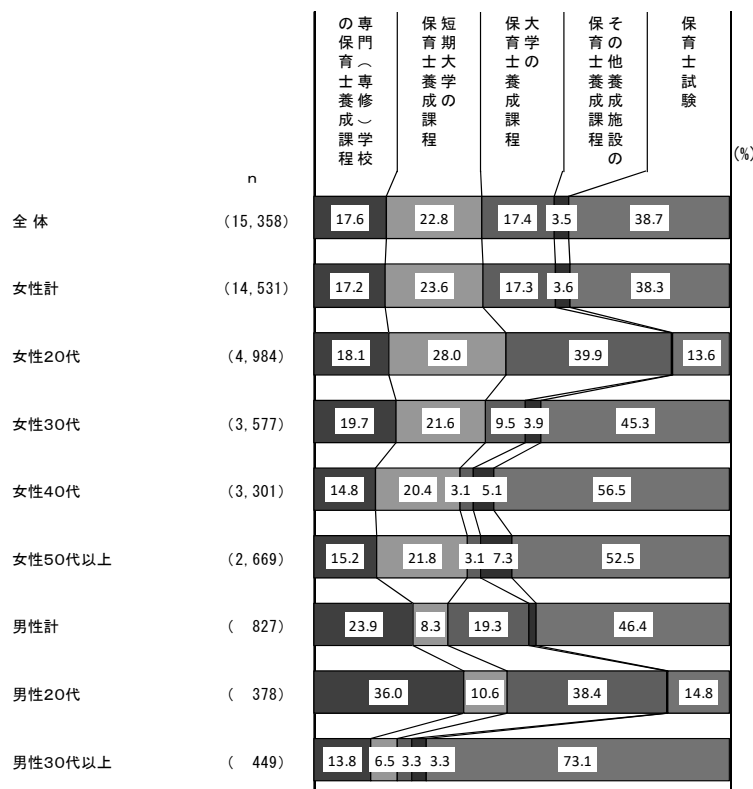 専門（専修）学校
の保育士養成課程
短期大学の
保育士養成課程
大学の
保育士養成課程
その他養成施設の
保育士養成課程
保育士試験
(%)
n
全 体 (15,358) 17.6 22.8 17.4 3.5 38.7
女性計 (14,531) 17.2 23.6 17.3 3.6 38.3
女性20代 (4,984) 18.1 28.0 39.9 13.6
女性30代 (3,577) 19.7 21.6 9.5 3.9 45.3
女性40代 (3,301) 14.8 20.4 3.1 5.1 56.5
女性50代以上 (2,669) 15.2 21.8 3.1 7.3 52.5
男性計 ( 827) 23.9 8.3 19.3 46.4
男性20代 ( 378) 36.0 10.6 38.4 14.8
男性30代以上 ( 449) 13.8 6.5 3.3 3.3 73.1